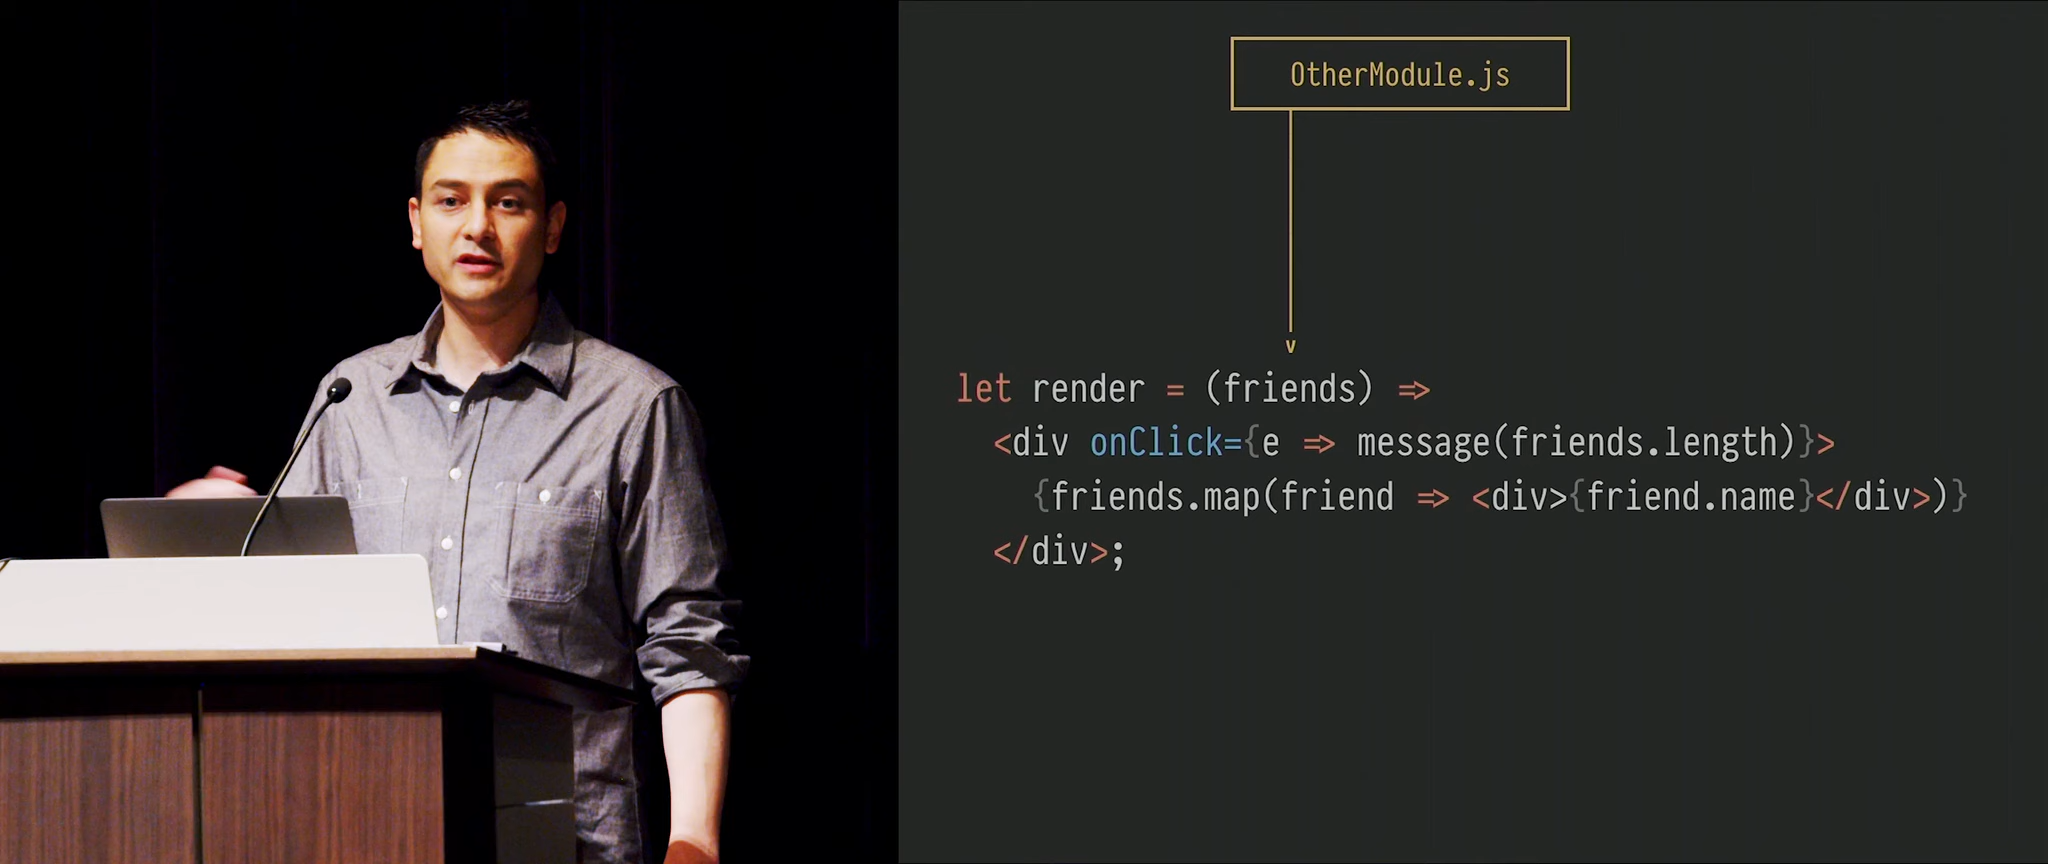 OtherModule.js
v
let render = (friends) =>
<div onClick={e => message(friends.length)}>
{friends.map(friend => <div>{friend.name}</div>)}
</div>;